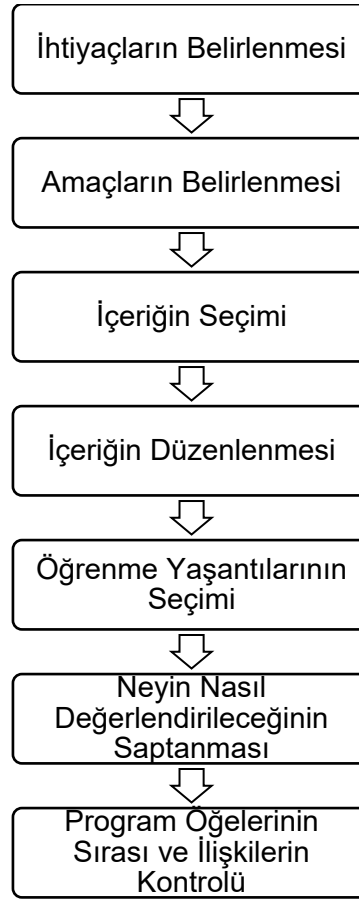 İhtiyaçların Belirlenmesi
Amaçların Belirlenmesi
İçeriğin Seçimi
İçeriğin Düzenlenmesi
Öğrenme Yaşantılarının
Seçimi
Neyin Nasıl
Değerlendirileceğinin
Saptanması
Program Öğelerinin
Sırası ve İlişkilerin
Kontrolü